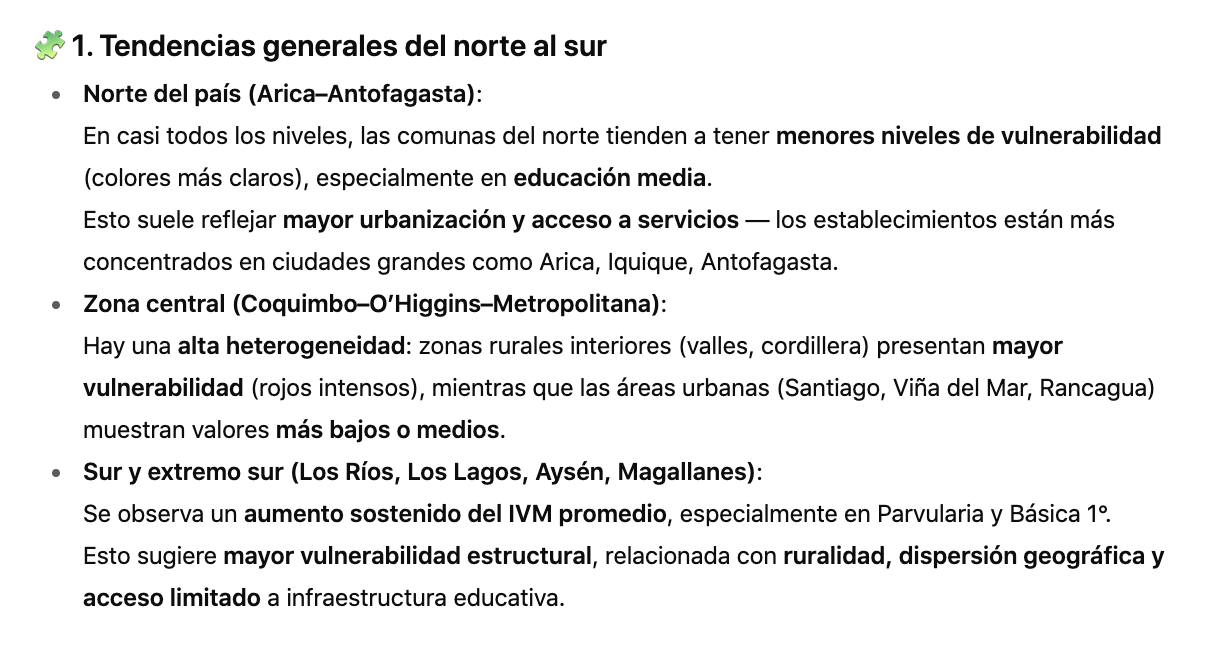 🧩 1. Tendencias generales del norte al sur
• Norte del país (Arica–Antofagasta):
En casi todos los niveles, las comunas del norte tienden a tener menores niveles de vulnerabilidad
(colores más claros), especialmente en educación media.
Esto suele reflejar mayor urbanización y acceso a servicios — los establecimientos están más
concentrados en ciudades grandes como Arica, Iquique, Antofagasta.
• Zona central (Coquimbo–O’Higgins–Metropolitana):
Hay una alta heterogeneidad: zonas rurales interiores (valles, cordillera) presentan mayor
vulnerabilidad (rojos intensos), mientras que las áreas urbanas (Santiago, Viña del Mar, Rancagua)
muestran valores más bajos o medios.
• Sur y extremo sur (Los Ríos, Los Lagos, Aysén, Magallanes):
Se observa un aumento sostenido del IVM promedio, especialmente en Parvularia y Básica 1°.
Esto sugiere mayor vulnerabilidad estructural, relacionada con ruralidad, dispersión geográfica y
acceso limitado a infraestructura educativa.